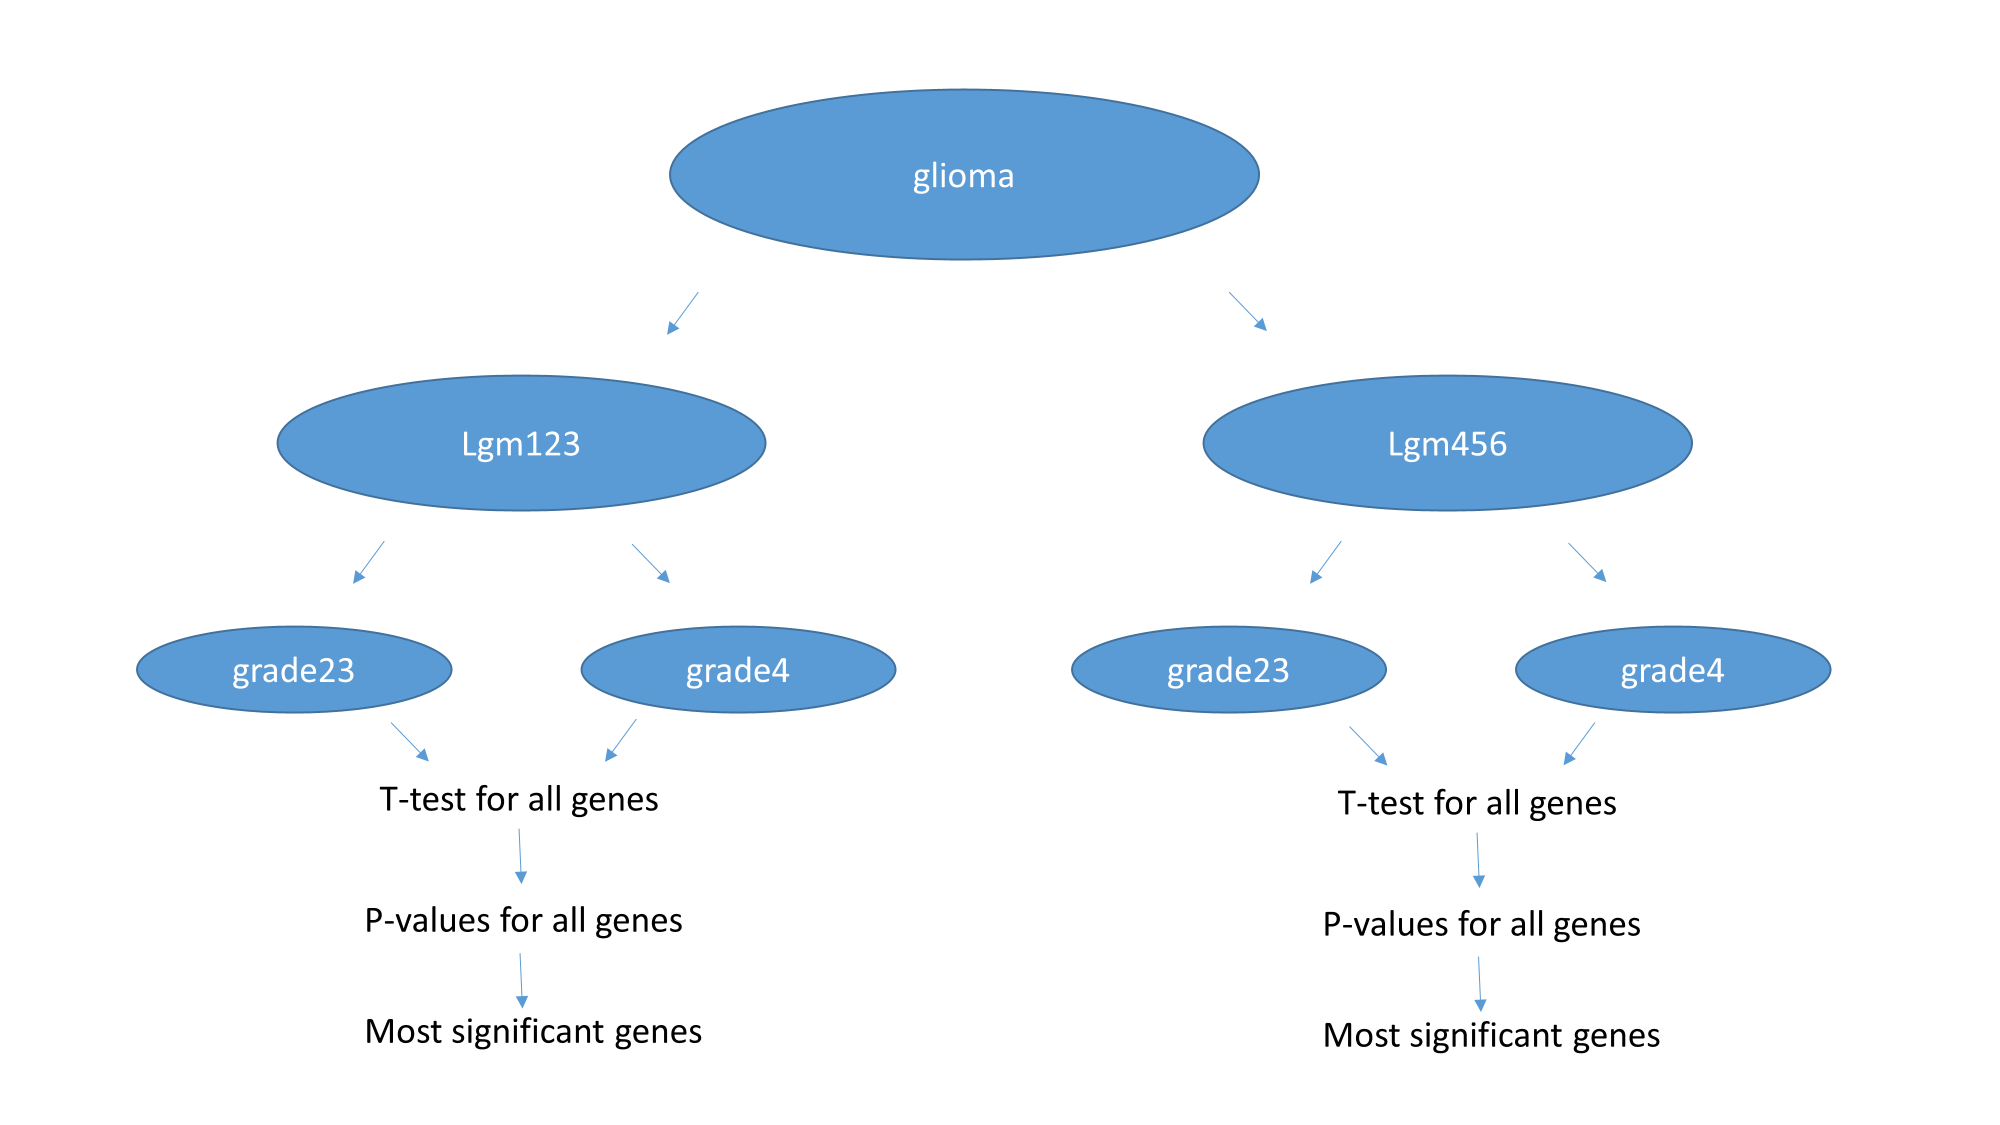 glioma
Lgm123
Lgm456
grade23
grade4
grade23
grade4
T-test for all genes
T-test for all genes
P-values for all genes
P-values for all genes
Most significant genes
Most significant genes